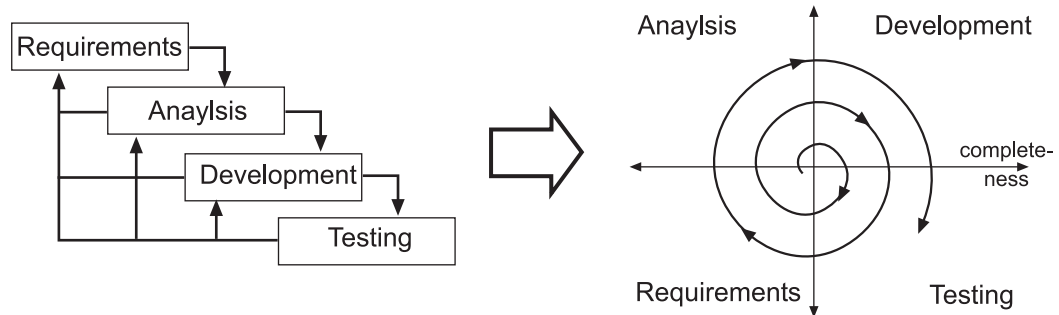 Requirements
Anaylsis
Development
Testing
Anaylsis
Development
complete-
ness
Requirements
Testing